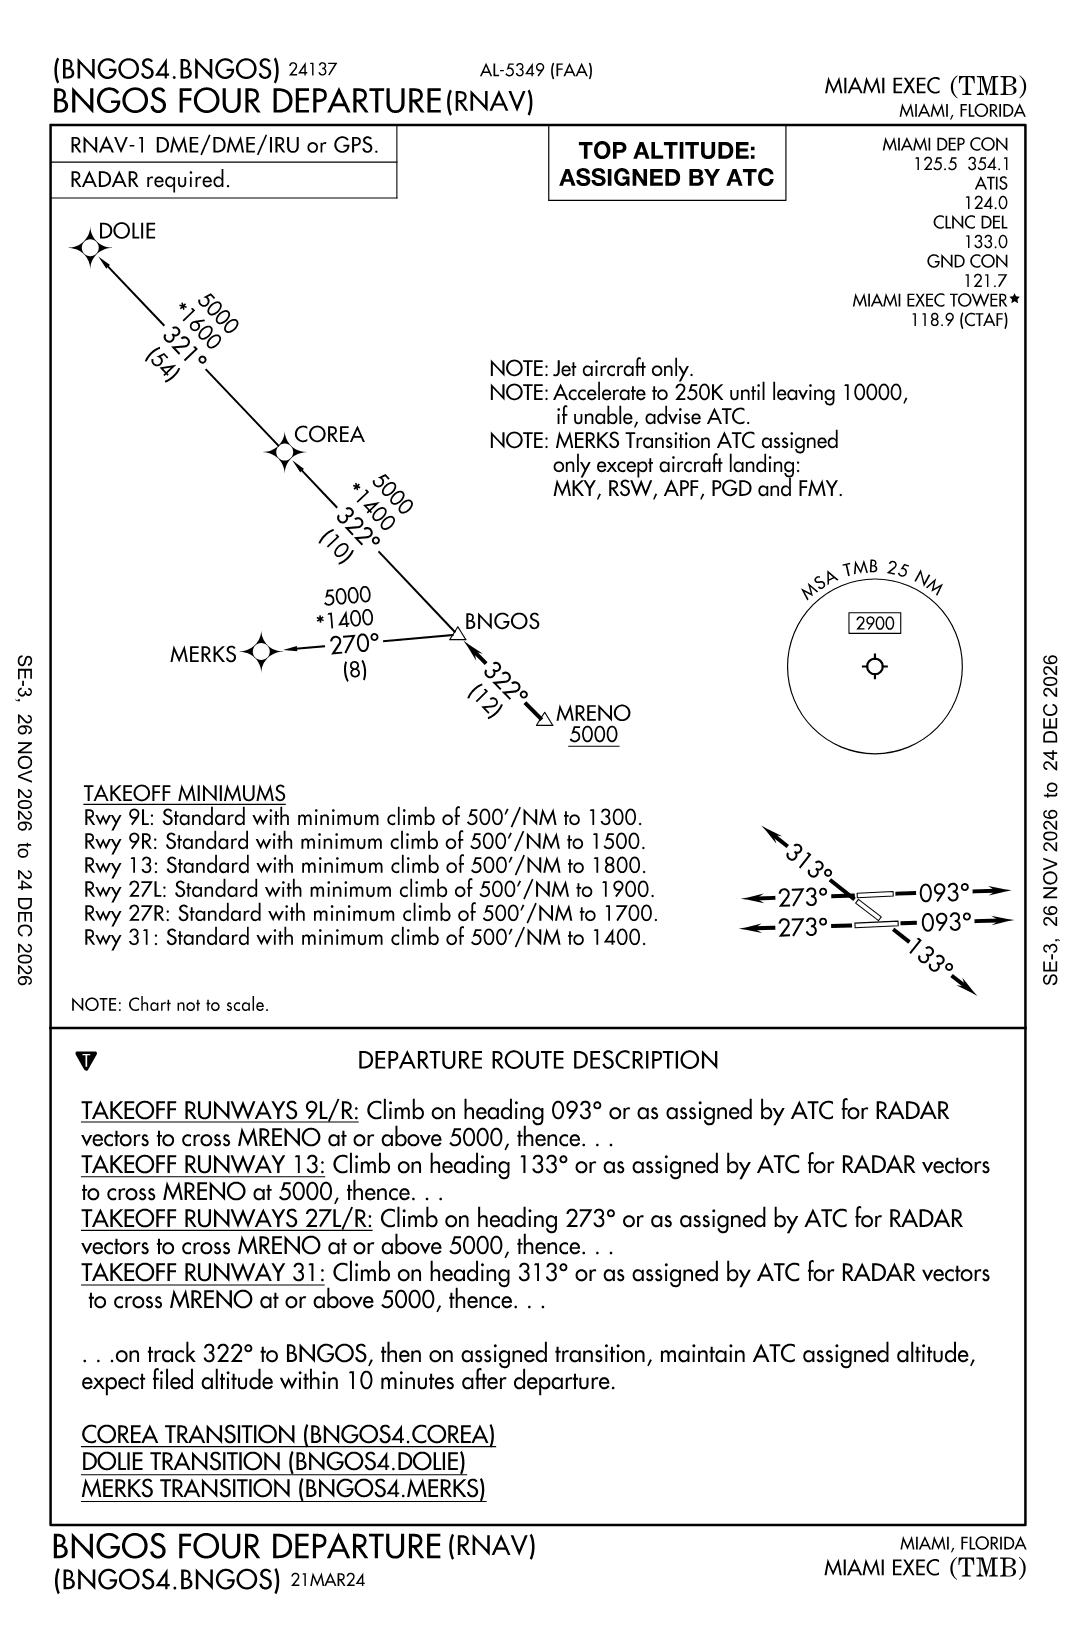 (BNGOS4.BNGOS) 24137
AL-5349 (FAA)
MIAMI EXEC (TMB)
BNGOS FOUR DEPARTURE (RNAV)
MIAMI, FLORIDA
RNAV-1 DME/DME/IRU or GPS.
RADAR required.
TOP ALTITUDE:
ASSIGNED BY ATC
MIAMI DEP CON
125.5 354.1
ATIS
124.0
CLNC DEL
133.0
GND CON
121.7
MIAMI EXEC TOWER★
118.9 (CTAF)
DOLIE
5000
*1600
321°
(54)
NOTE: Jet aircraft only.
NOTE: Accelerate to 250K until leaving 10000,
if unable, advise ATC.
NOTE: MERKS Transition ATC assigned
only except aircraft landing:
MKY, RSW, APF, PGD and FMY.
COREA
5000
*1400
322°
(10)
5000
*1400
270°
(8)
MERKS
BNGOS
322°
(12)
MRENO
5000
MSA TMB 25 NM
2900
TAKEOFF MINIMUMS
Rwy 9L: Standard with minimum climb of 500'/NM to 1300.
Rwy 9R: Standard with minimum climb of 500'/NM to 1500.
Rwy 13: Standard with minimum climb of 500'/NM to 1800.
Rwy 27L: Standard with minimum climb of 500'/NM to 1900.
Rwy 27R: Standard with minimum climb of 500'/NM to 1700.
Rwy 31: Standard with minimum climb of 500'/NM to 1400.
313°
273°
093°
273°
093°
133°
NOTE: Chart not to scale.
SE-3, 26 NOV 2026 to 24 DEC 2026
SE-3, 26 NOV 2026 to 24 DEC 2026
T
DEPARTURE ROUTE DESCRIPTION
TAKEOFF RUNWAYS 9L/R: Climb on heading 093° or as assigned by ATC for RADAR
vectors to cross MRENO at or above 5000, thence. . .
TAKEOFF RUNWAY 13: Climb on heading 133° or as assigned by ATC for RADAR vectors
to cross MRENO at 5000, thence. . .
TAKEOFF RUNWAYS 27L/R: Climb on heading 273° or as assigned by ATC for RADAR
vectors to cross MRENO at or above 5000, thence. . .
TAKEOFF RUNWAY 31: Climb on heading 313° or as assigned by ATC for RADAR vectors
to cross MRENO at or above 5000, thence. . .
. . .on track 322° to BNGOS, then on assigned transition, maintain ATC assigned altitude,
expect filed altitude within 10 minutes after departure.
COREA TRANSITION (BNGOS4.COREA)
DOLIE TRANSITION (BNGOS4.DOLIE)
MERKS TRANSITION (BNGOS4.MERKS)
BNGOS FOUR DEPARTURE (RNAV)
MIAMI, FLORIDA
(BNGOS4.BNGOS) 21MAR24
MIAMI EXEC (TMB)